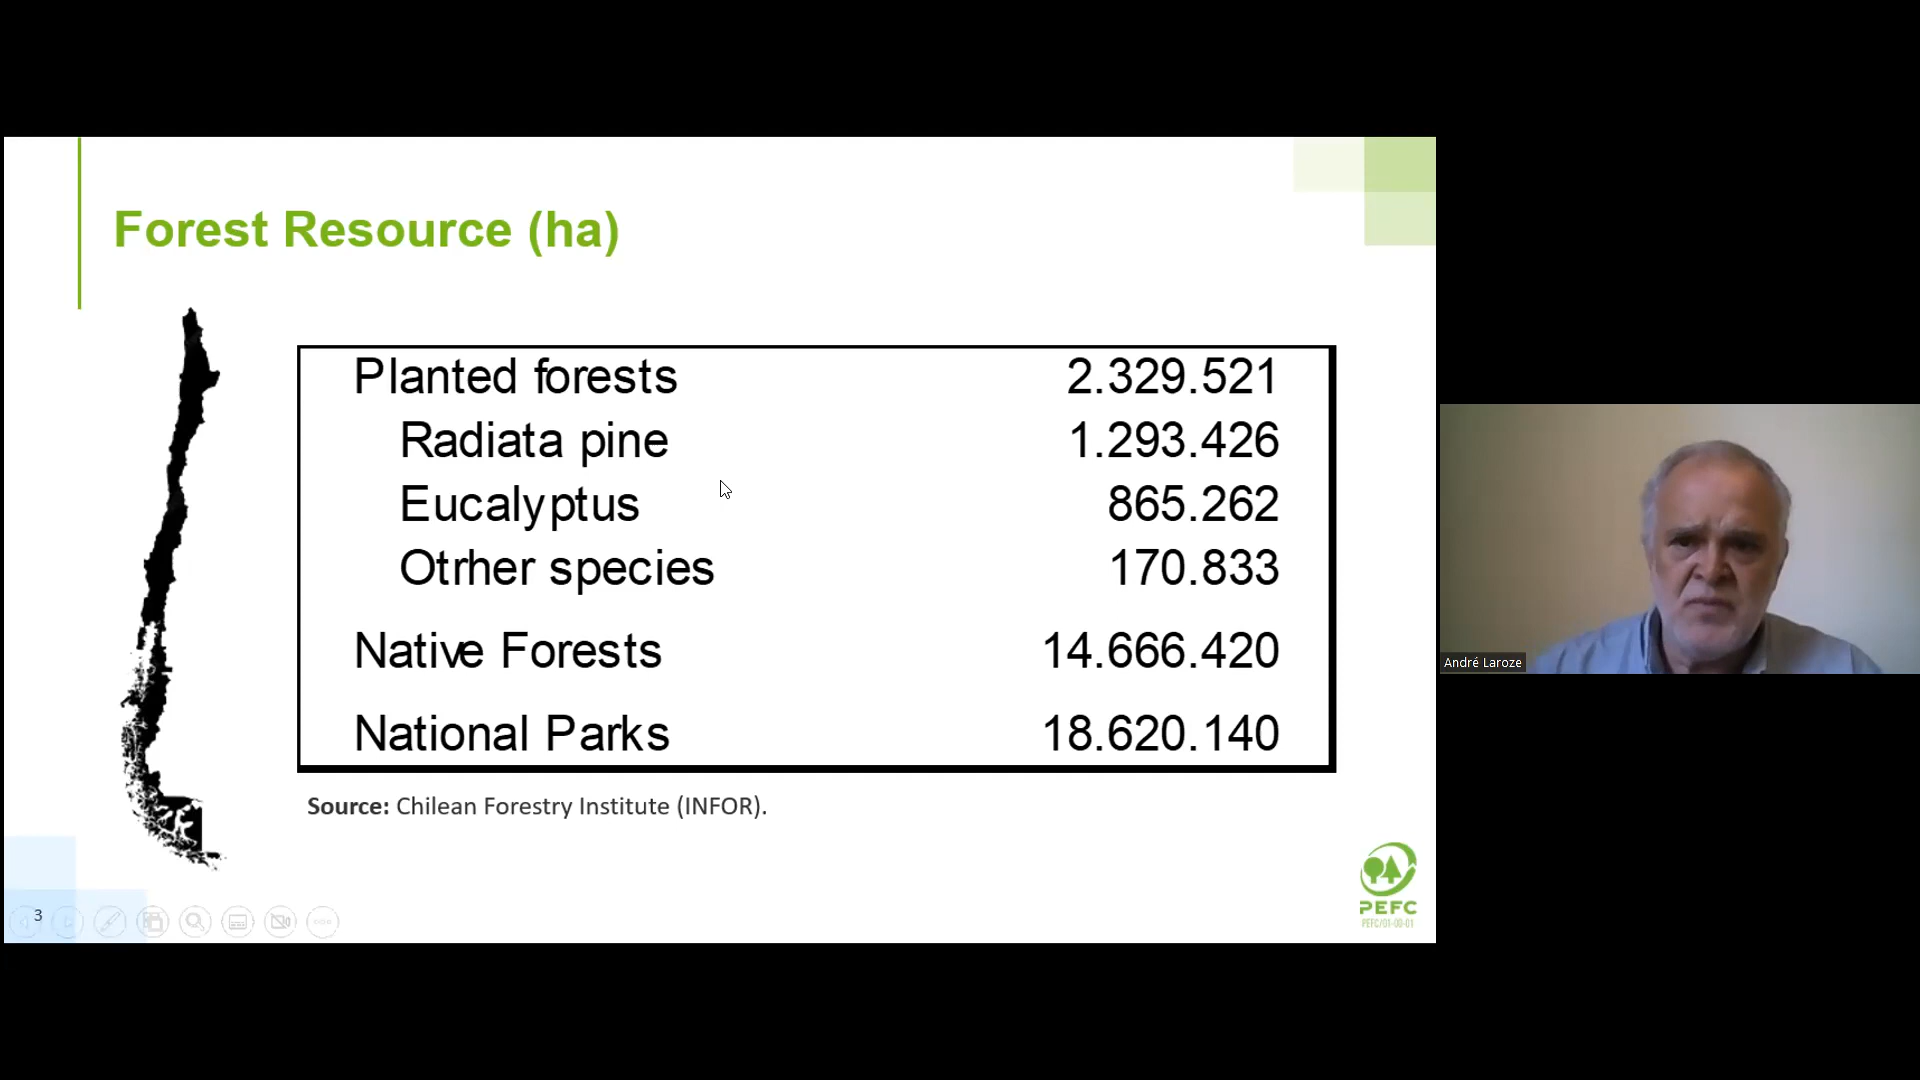 Forest Resource (ha)
Planted forests 2.329.521
Radiata pine 1.293.426
Eucalyptus 865.262
Otrher species 170.833
Native Forests 14.666.420
National Parks 18.620.140
Source: Chilean Forestry Institute (INFOR).
3
PEFC
PEFC/01-00-01
André Laroze